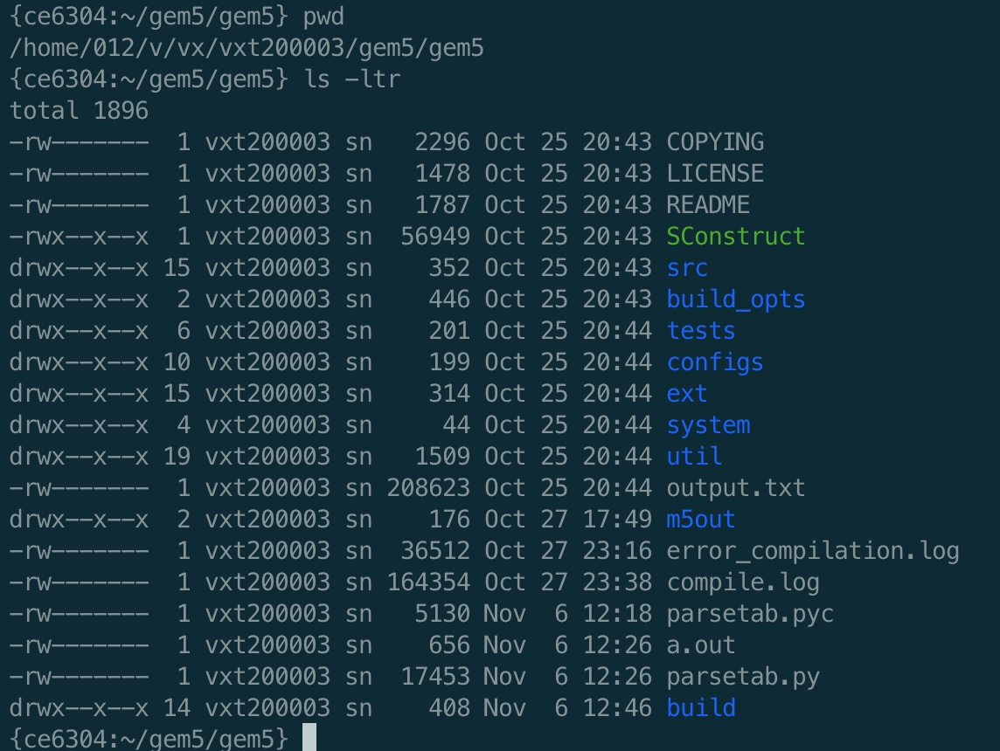 {ce6304:~/gem5/gem5} pwd
/home/012/v/vx/vxt200003/gem5/gem5
{ce6304:~/gem5/gem5} ls -ltr
total 1896
-rw-------  1 vxt200003 sn   2296 Oct 25 20:43 COPYING
-rw-------  1 vxt200003 sn   1478 Oct 25 20:43 LICENSE
-rw-------  1 vxt200003 sn   1787 Oct 25 20:43 README
-rwx--x--x  1 vxt200003 sn  56949 Oct 25 20:43 SConstruct
drwx--x--x 15 vxt200003 sn    352 Oct 25 20:43 src
drwx--x--x  2 vxt200003 sn    446 Oct 25 20:43 build_opts
drwx--x--x  6 vxt200003 sn    201 Oct 25 20:44 tests
drwx--x--x 10 vxt200003 sn    199 Oct 25 20:44 configs
drwx--x--x 15 vxt200003 sn    314 Oct 25 20:44 ext
drwx--x--x  4 vxt200003 sn     44 Oct 25 20:44 system
drwx--x--x 19 vxt200003 sn   1509 Oct 25 20:44 util
-rw-------  1 vxt200003 sn 208623 Oct 25 20:44 output.txt
drwx--x--x  2 vxt200003 sn    176 Oct 27 17:49 m5out
-rw-------  1 vxt200003 sn  36512 Oct 27 23:16 error_compilation.log
-rw-------  1 vxt200003 sn 164354 Oct 27 23:38 compile.log
-rw-------  1 vxt200003 sn   5130 Nov  6 12:18 parsetab.pyc
-rw-------  1 vxt200003 sn    656 Nov  6 12:26 a.out
-rw-------  1 vxt200003 sn  17453 Nov  6 12:26 parsetab.py
drwx--x--x 14 vxt200003 sn    408 Nov  6 12:46 build
{ce6304:~/gem5/gem5}